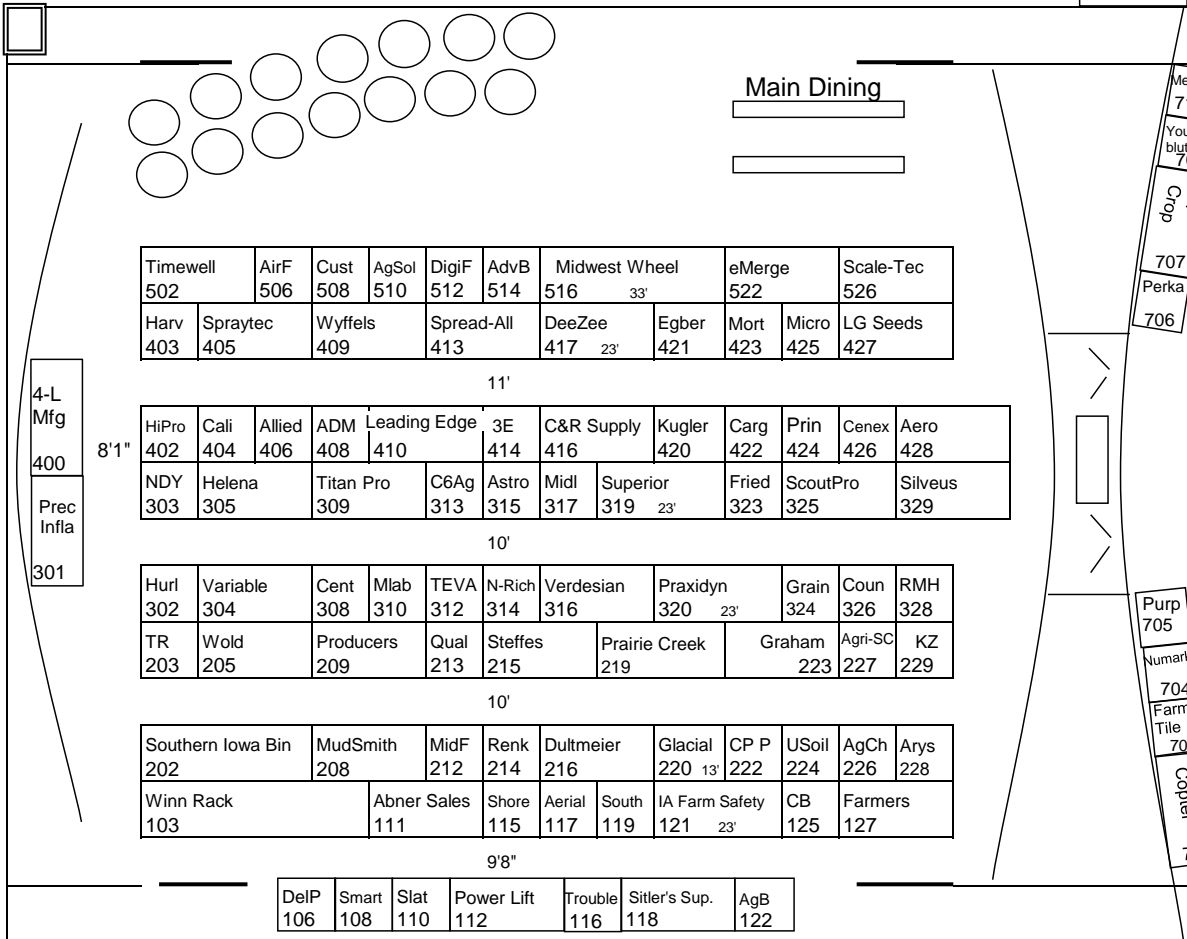 Main Dining
Timewell AirF Cust AgSol DigiF AdvB Midwest Wheel eMerge Scale-Tec
502 506 508 510 512 514 516 33' 522 526
Harv Spraytec Wyffels Spread-All DeeZee Egber Mort Micro LG Seeds
403 405 409 413 417 23' 421 423 425 427
11'
HiPro Cali Allied ADM Leading Edge 3E C&R Supply Kugler Carg Prin Cenex Aero
402 404 406 408 410 414 416 420 422 424 426 428
NDY Helena Titan Pro C6Ag Astro Midl Superior Fried ScoutPro Silveus
303 305 309 313 315 317 319 23' 323 325 329
10'
Hurl Variable Cent Mlab TEVA N-Rich Verdesian Praxidyn Grain Coun RMH
302 304 308 310 312 314 316 320 23' 324 326 328
TR Wold Producers Qual Steffes Prairie Creek Graham Agri-SC KZ
203 205 209 213 215 219 223 227 229
10'
Southern Iowa Bin MudSmith MidF Renk Dultmeier Glacial CP P USoil AgCh Arys
202 208 212 214 216 220 13' 222 224 226 228
Winn Rack Abner Sales Shore Aerial South IA Farm Safety CB Farmers
103 111 115 117 119 121 23' 125 127
9'8"
DelP Smart Slat Power Lift Trouble Sitler's Sup. AgB
106 108 110 112 116 118 122
4-L
Mfg
400
8'1"
Prec
Infla
301
Me
You
Crop
707
Perka
706
Purp
705
Numark
704
Farm
Tile
70
Copter